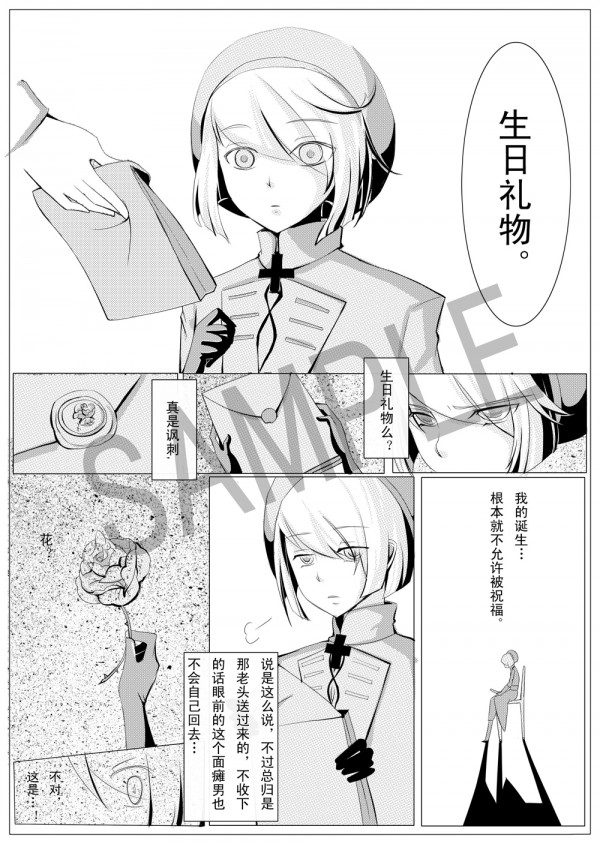 生日礼物。
生日礼物么？
真是讽刺.
我的诞生…
根本就不允许被祝福。
说是这么说，不过总归是
那老头送过来的，不收下
的话眼前的这个面瘫男也
不会自己回去…
花？
不对，
这是…！
SAMPLE